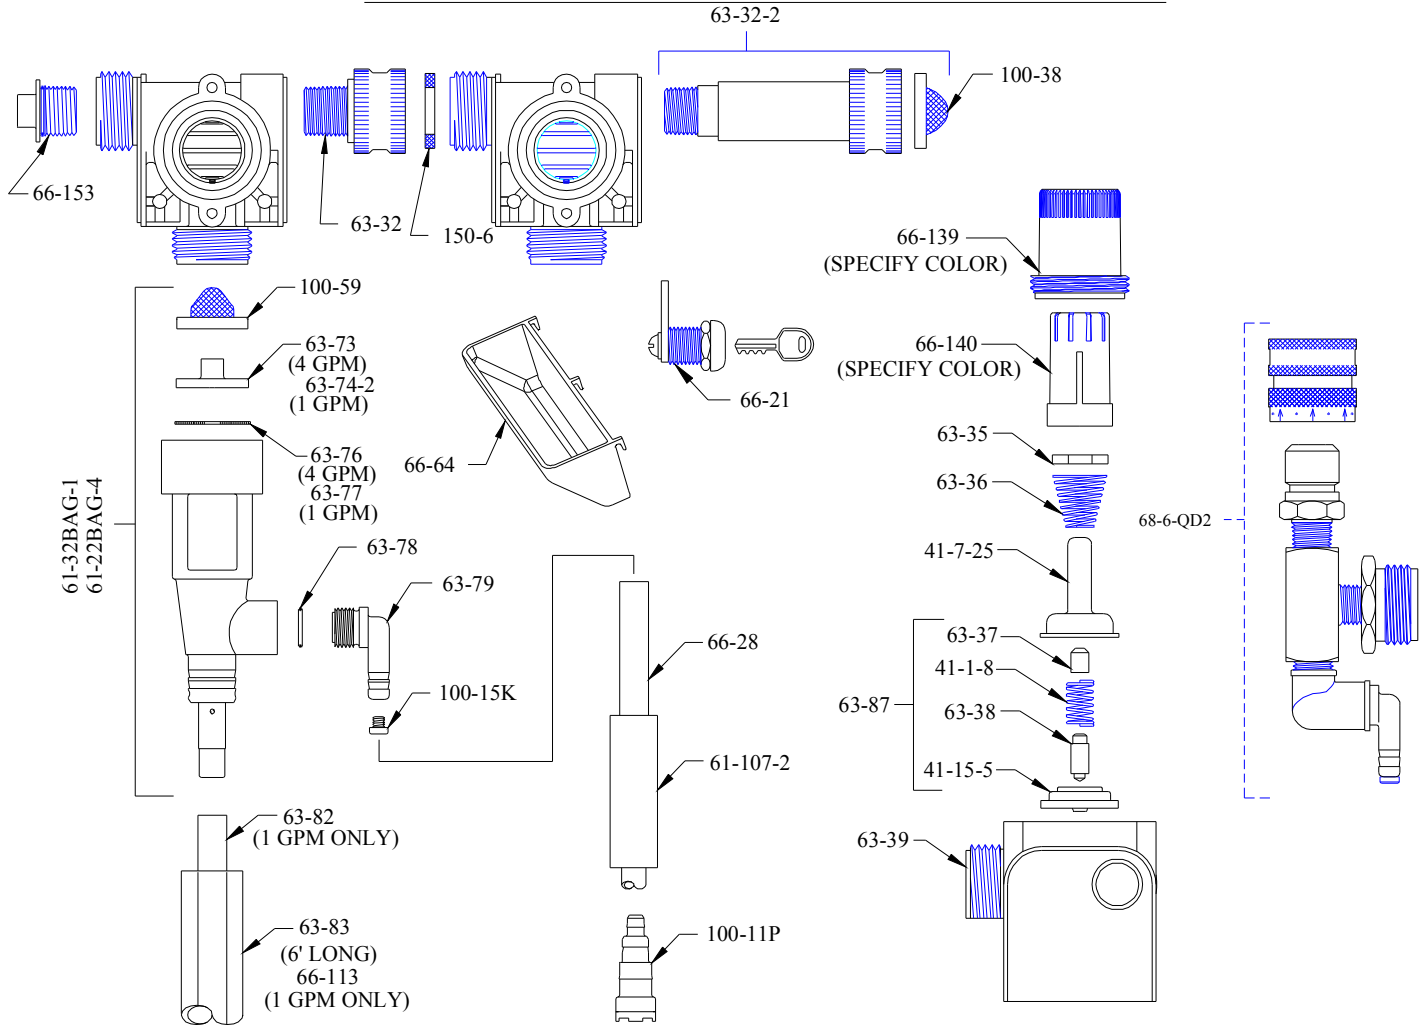 63-32-2
100-38
66-153
63-32
150-6
66-139
(SPECIFY COLOR)
100-59
63-73
(4 GPM)
63-74-2
(1 GPM)
66-140
(SPECIFY COLOR)
66-21
63-76
(4 GPM)
63-77
(1 GPM)
66-64
63-35
63-36
61-32BAG-1
61-22BAG-4
68-6-QD2
63-78
63-79
41-7-25
66-28
63-37
41-1-8
100-15K
63-87
63-38
61-107-2
41-15-5
63-82
(1 GPM ONLY)
63-39
63-83
(6' LONG)
66-113
(1 GPM ONLY)
100-11P